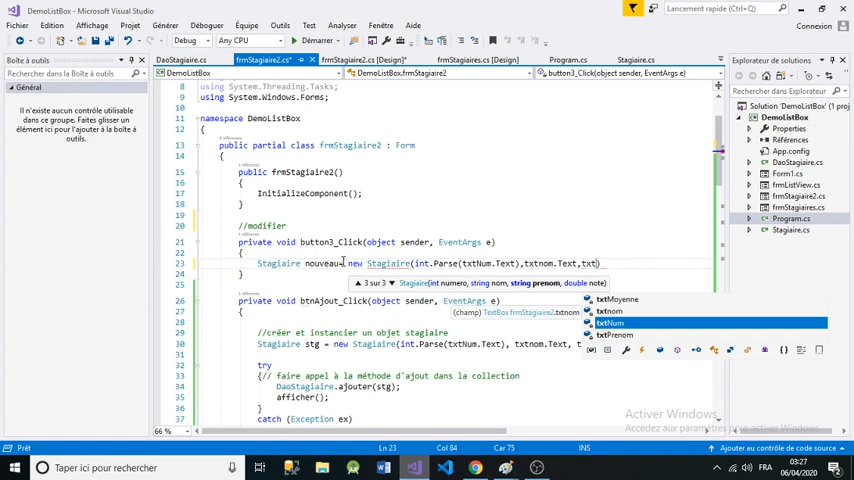 DemoListBox - Microsoft Visual Studio
Lancement rapide (Ctrl+Q)
Fichier Edition Affichage Projet Générer Déboguer Équipe Outils Test Analyser Fenêtre Aide
Connexion
Debug Any CPU Démarrer
Boîte à outils
DaoStagiaire.cs frmStagiaire2.cs* frmStagiaire2.cs [Design]* frmStagiaires.cs [Design] Program.cs Stagiaire.cs
Explorateur de solutions
Rechercher dans Boîte à outils
DemoListBox DemoListBox.frmStagiaire2 button3_Click(object sender, EventArgs e)
Général
Il n'existe aucun contrôle utilisable
dans ce groupe. Faites glisser un
élément ici pour l'ajouter à la boîte à
outils.
8 using System.Threading.Tasks;
9 using System.Windows.Forms;
10
11 namespace DemoListBox
12 {
13 public partial class frmStagiaire2 : Form
14 {
15 public frmStagiaire2()
16 {
17 InitializeComponent();
18 }
19
20 //modifier
21 private void button3_Click(object sender, EventArgs e)
22 {
23 Stagiaire nouveau= new Stagiaire(int.Parse(txtNum.Text),txtnom.Text,txt)
24 }
3 sur 3 Stagiaire(int numero, string nom, string prenom, double note)
25
26 private void btnAjout_Click(object sender, EventArgs e)
27 {
(champ) TextBox frmStagiaire2.txtnom
txtMoyenne
txtnom
txtNum
txtPrenom
29 //créer et instancier un objet stagiaire
30 Stagiaire stg = new Stagiaire(int.Parse(txtNum.Text), txtnom.Text, t
31
32 try
33 {// faire appel à la méthode d'ajout dans la collection
34 DaoStagiaire.ajouter(stg);
35 afficher();
36 }
37 catch (Exception ex)
Solution "DemoListBox"
DemoListBox
Properties
Références
App.config
DaoStagiaire.cs
Form1.cs
frmListView.cs
frmStagiaire2.cs
frmStagiaires.cs
Program.cs
Stagiaire.cs
Activer Windows
Accédez aux paramètres pour activer Windows.
66 %
Prêt Ln 23 Col 84 Car 75 INS Ajouter au contrôle de code source
Taper ici pour rechercher
FRA
03:27
06/04/2020
2